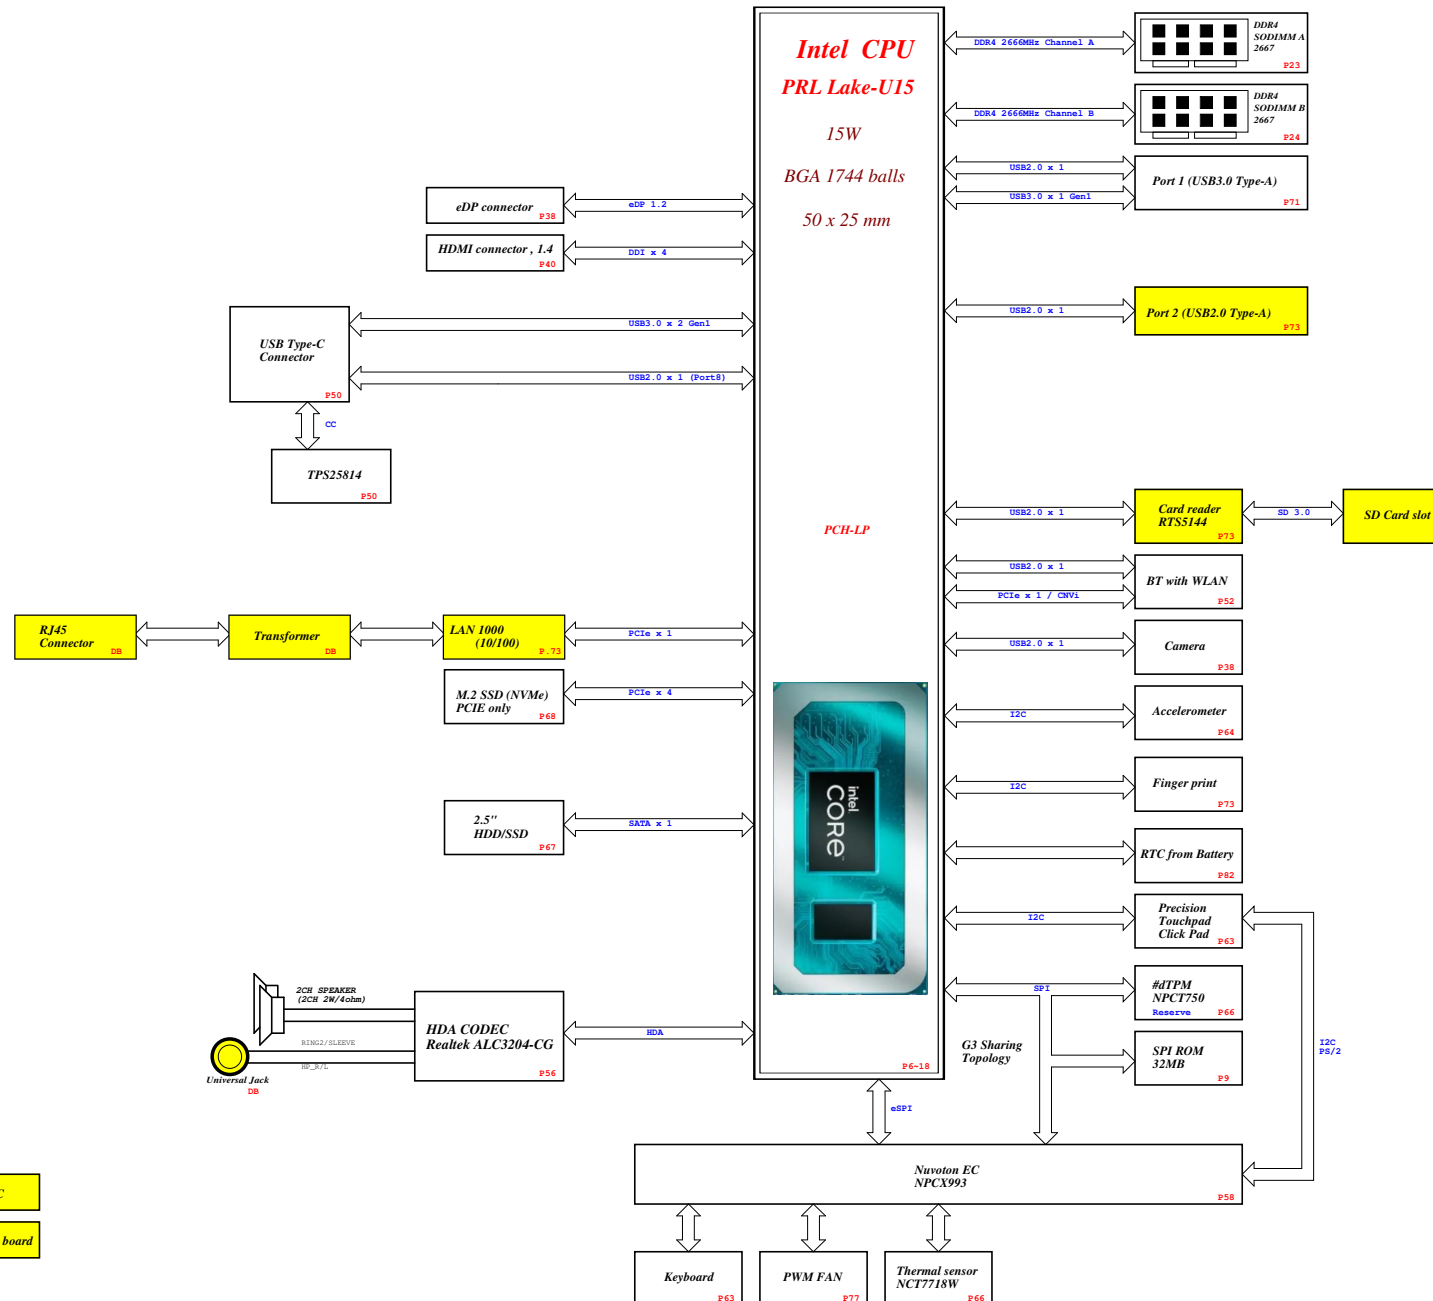 Intel CPU
PRL Lake-U15
15W
BGA 1744 balls
50 x 25 mm
PCH-LP
intel.
CORE
P6~18
DDR4 2666MHz Channel A
DDR4
SODIMM A
2667
P23
DDR4 2666MHz Channel B
DDR4
SODIMM B
2667
P24
USB2.0 x 1
USB3.0 x 1 Gen1
Port 1 (USB3.0 Type-A)
P71
eDP connector
P38
eDP 1.2
HDMI connector , 1.4
P40
DDI x 4
USB2.0 x 1
Port 2 (USB2.0 Type-A)
P73
USB Type-C
Connector
P50
USB3.0 x 2 Gen1
USB2.0 x 1 (Port8)
CC
TPS25814
P50
USB2.0 x 1
Card reader
RTS5144
P73
SD 3.0
SD Card slot
USB2.0 x 1
PCIe x 1 / CNVi
BT with WLAN
P52
RJ45
Connector
DB
Transformer
DB
LAN 1000
(10/100)
P.73
PCIe x 1
USB2.0 x 1
Camera
P38
M.2 SSD (NVMe)
PCIE only
P68
PCIe x 4
I2C
Accelerometer
P64
I2C
Finger print
P73
2.5"
HDD/SSD
P67
SATA x 1
RTC from Battery
P82
I2C
Precision
Touchpad
Click Pad
P63
2CH SPEAKER
(2CH 2W/4ohm)
RING2/SLEEVE
HP_R/L
Universal Jack
DB
HDA CODEC
Realtek ALC3204-CG
P56
HDA
SPI
#dTPM
NPCT750
Reserve
P66
G3 Sharing
Topology
SPI ROM
32MB
P9
I2C
PS/2
eSPI
Nuvoton EC
NPCX993
P58
C
board
Keyboard
P63
PWM FAN
P77
Thermal sensor
NCT7718W
P66